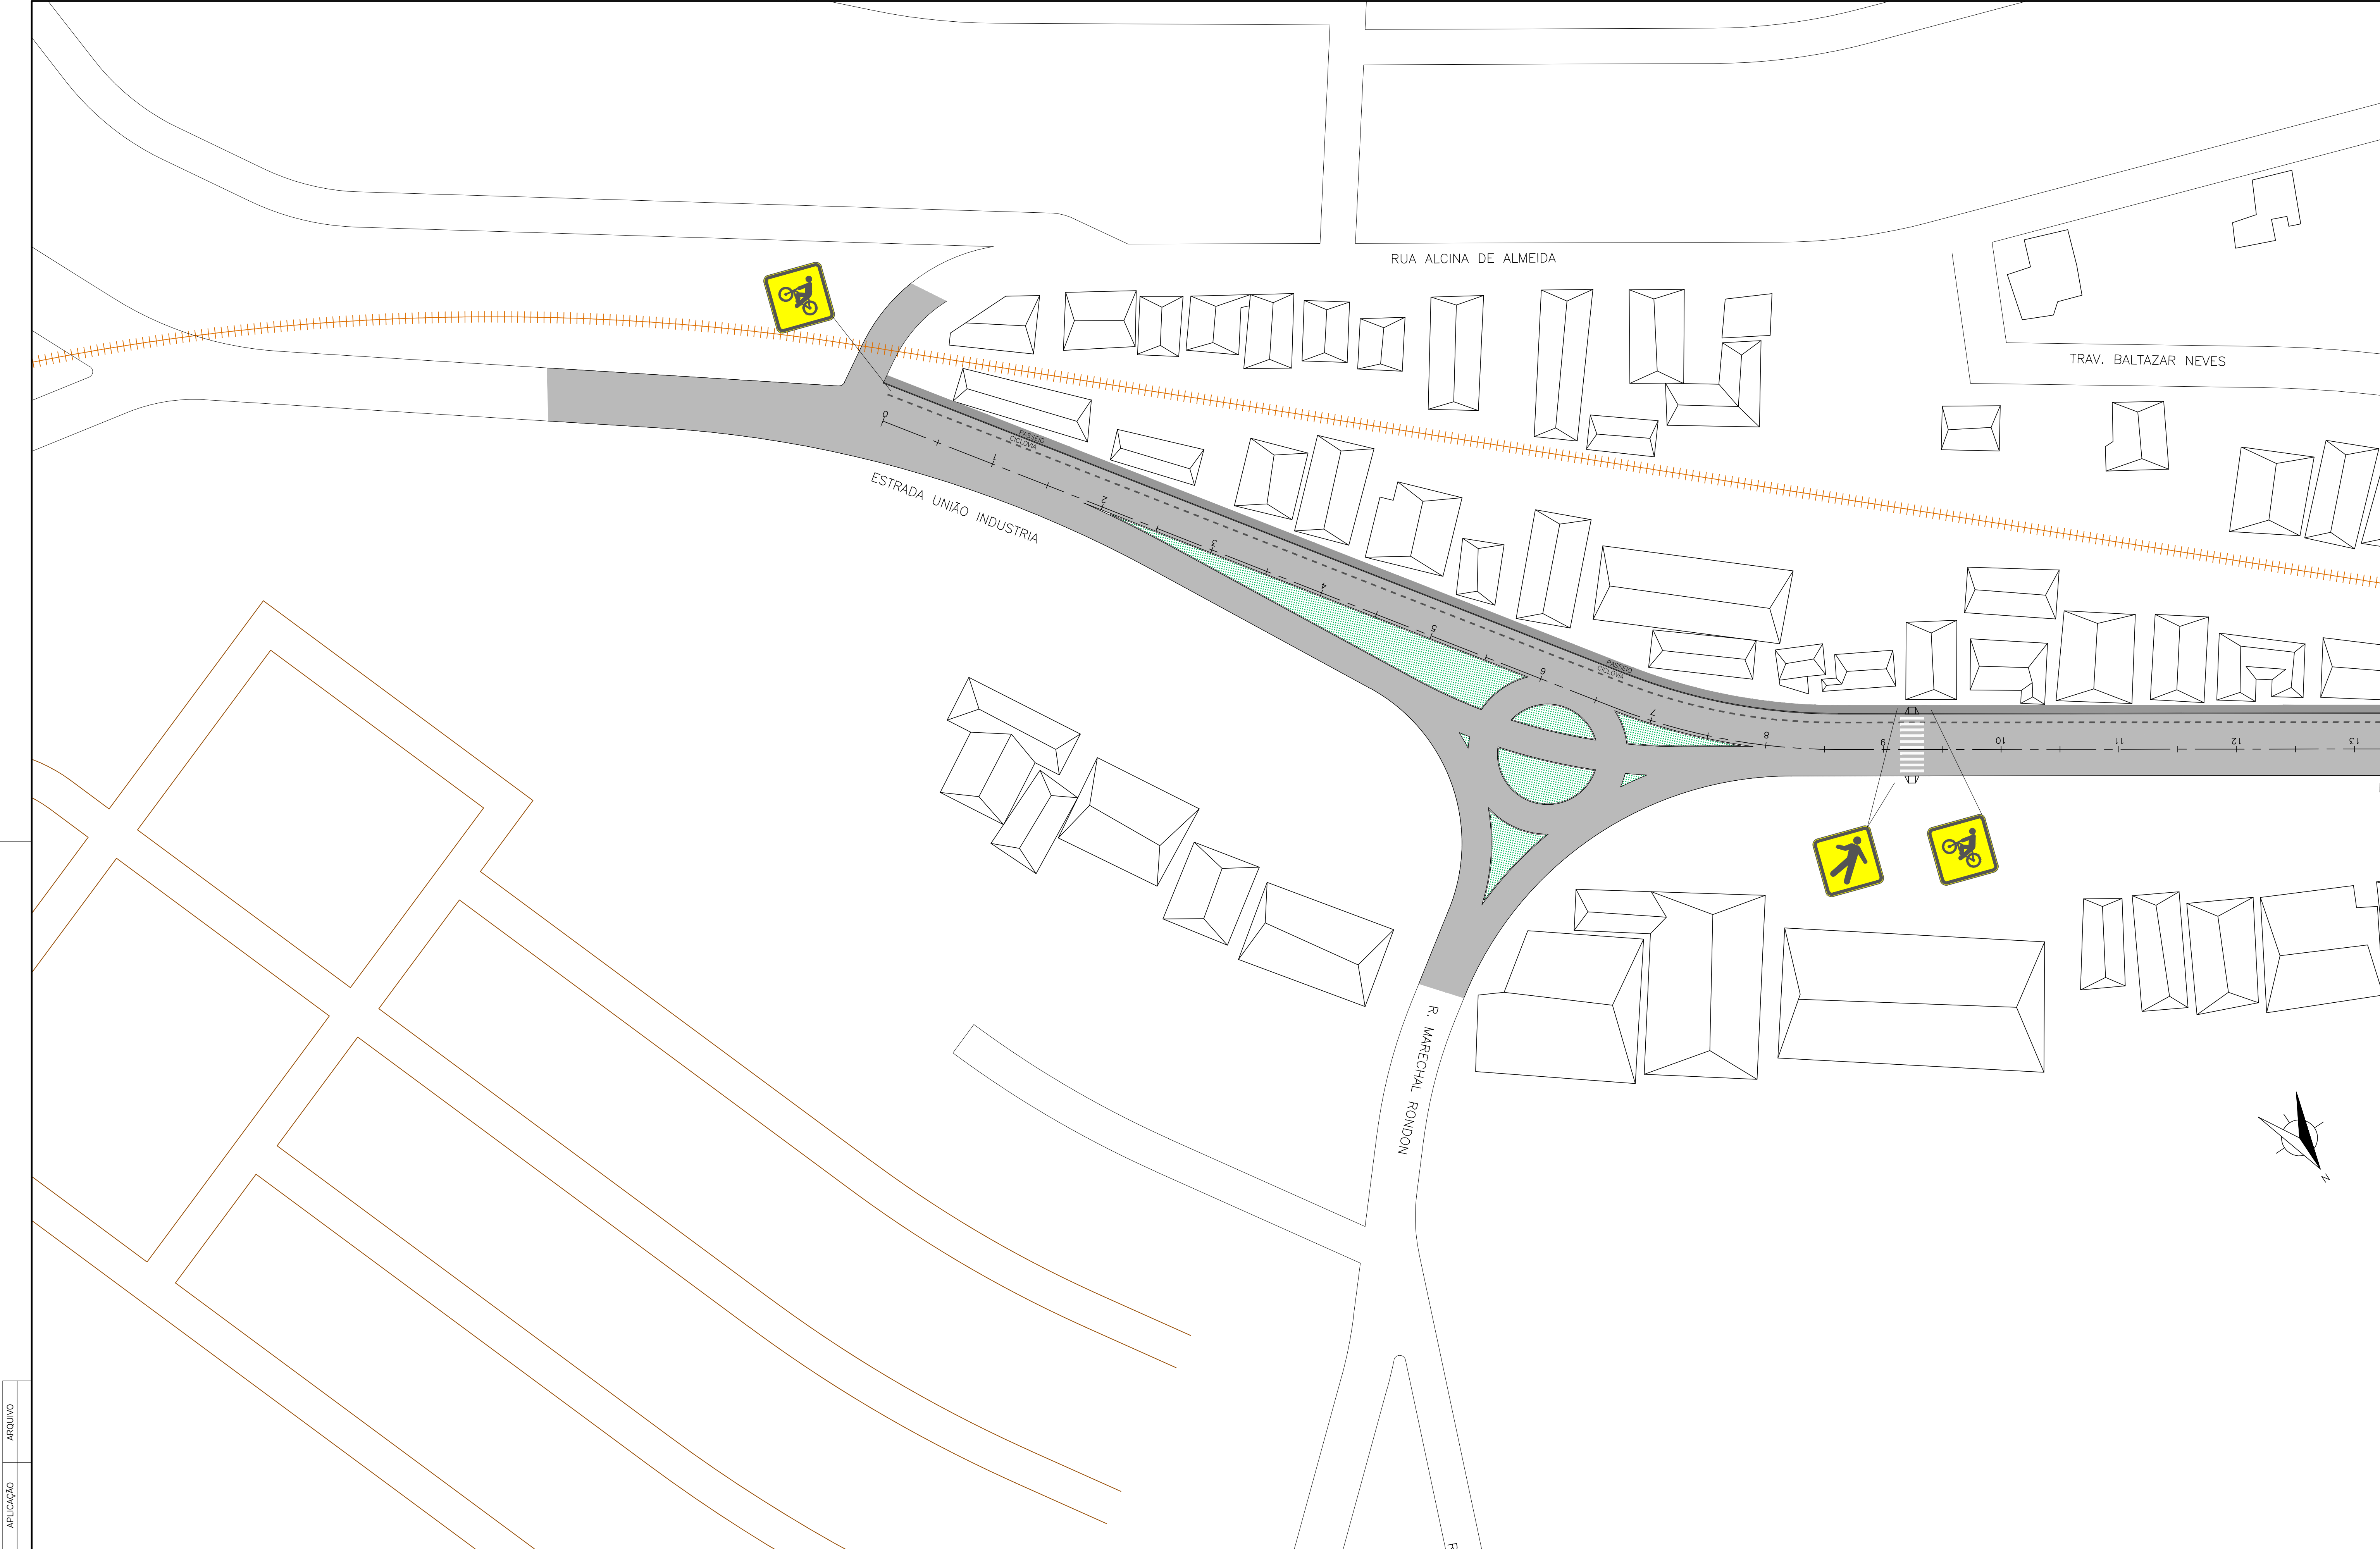 RUA ALCINA DE ALMEIDA
TRAV. BALTAZAR NEVES
0
PASSEIO
CICLOVIA
1
2
ESTRADA UNIÃO INDUSTRIA
3
4
5
6
PASSEIO
CICLOVIA
7
8
9
10
11
12
13
R. MARECHAL RONDON
N
ARQUIVO
APLICAÇÃO
R